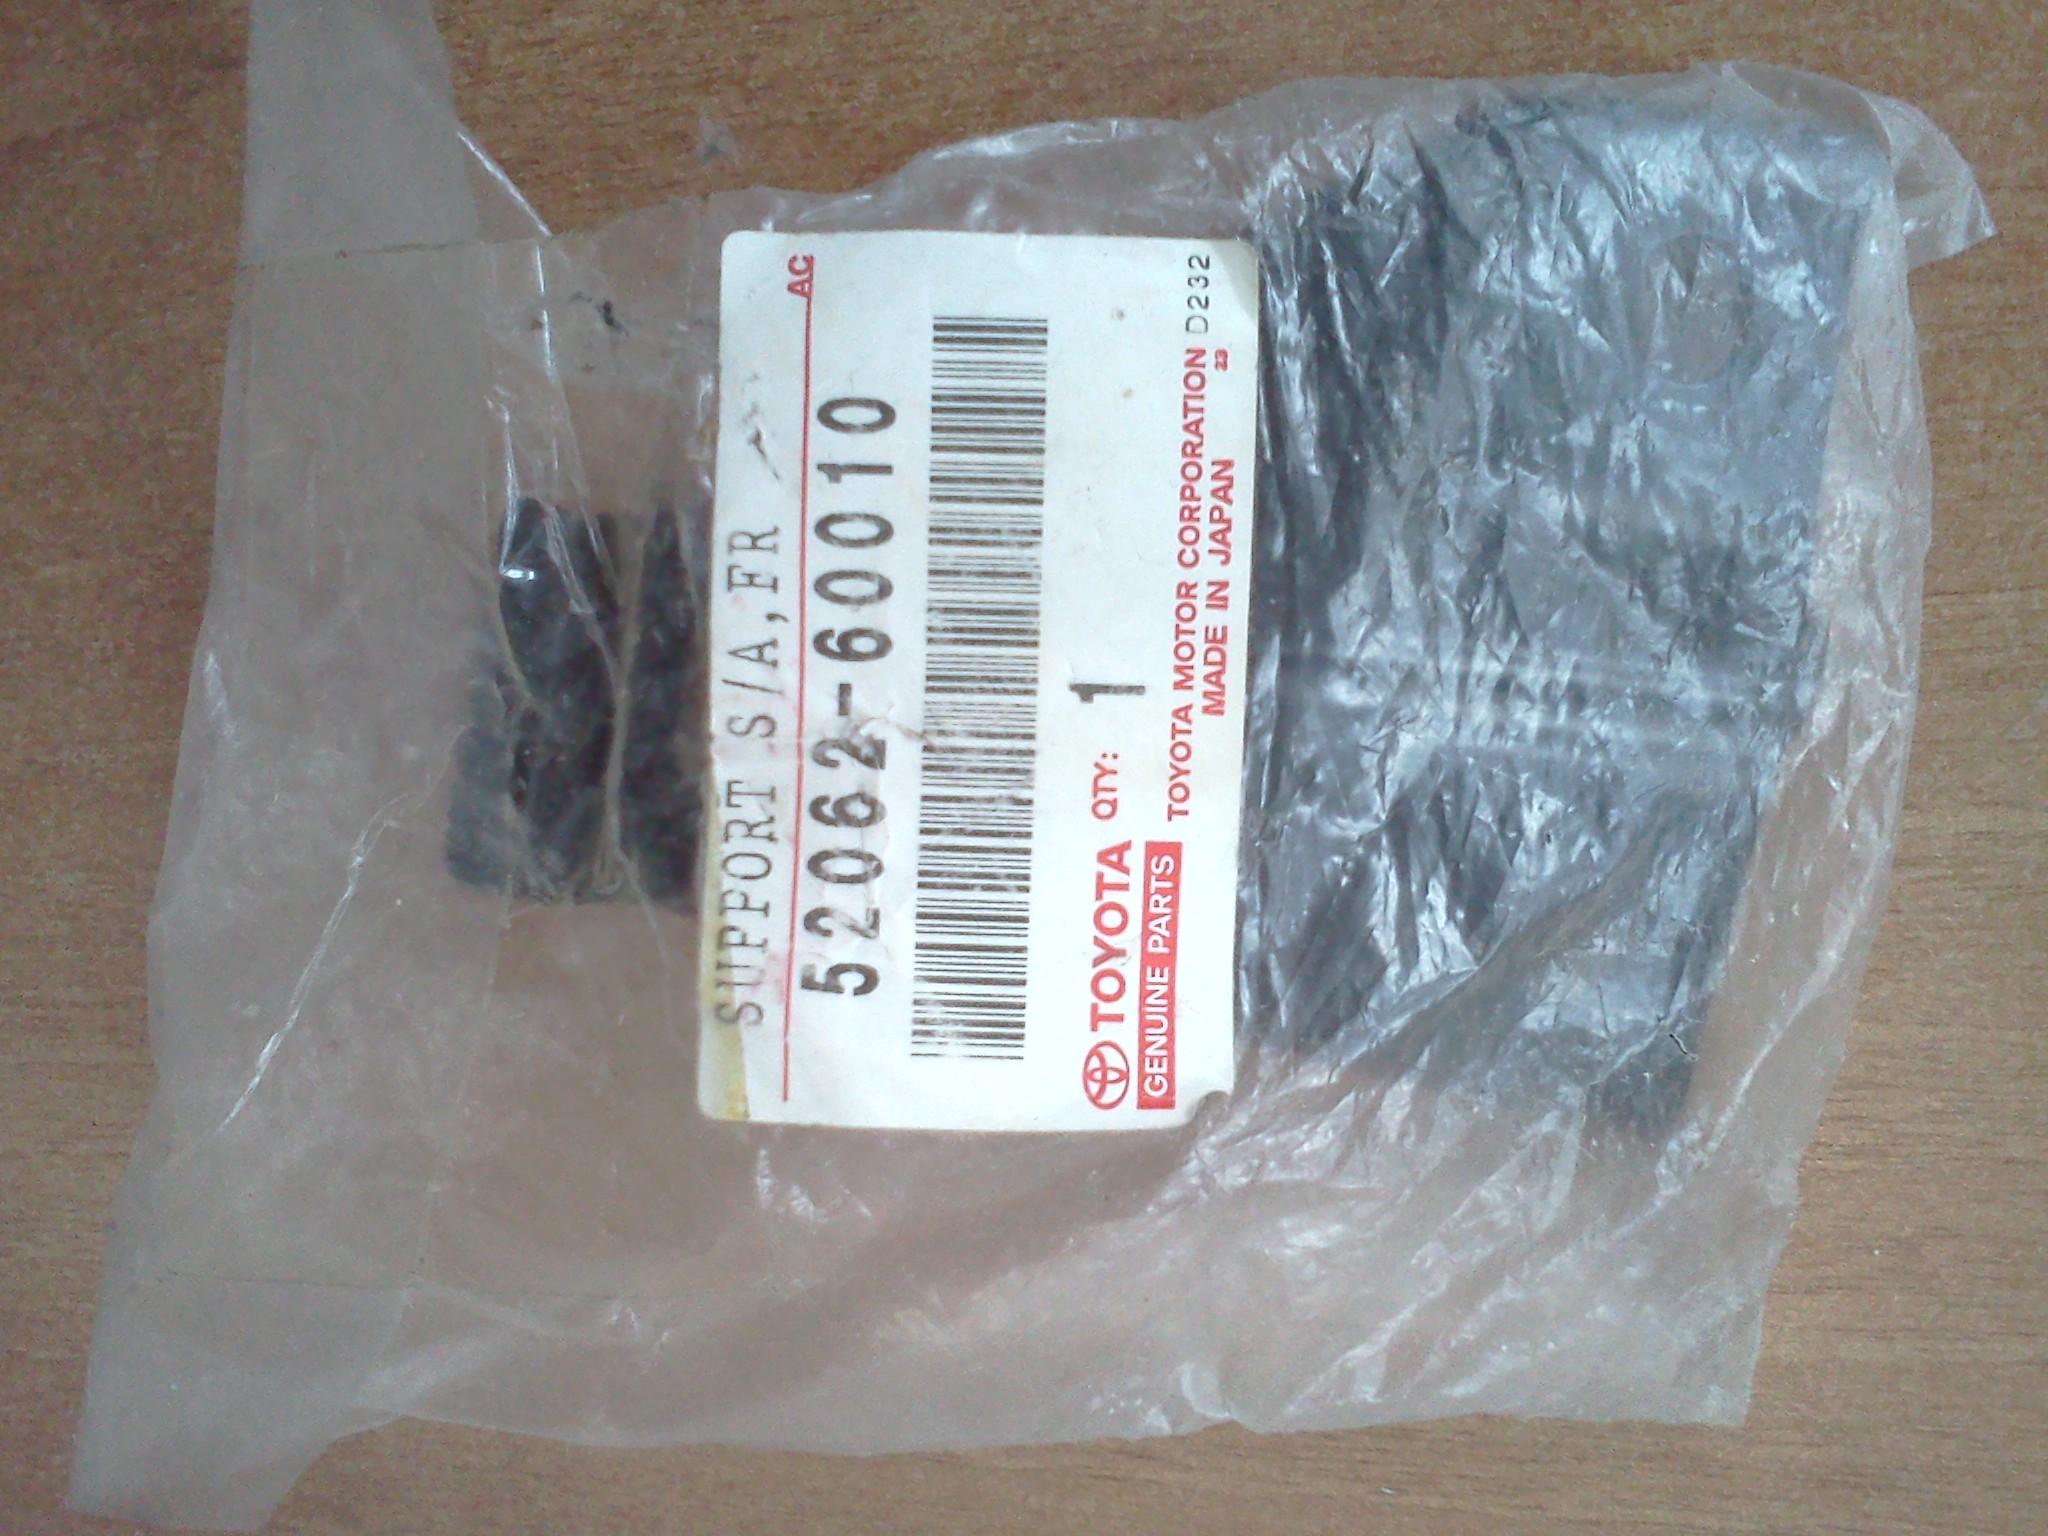 SUPPORT S/A,FR
AC
52062-60010
TOYOTA QTY: 1
GENUINE PARTS
TOYOTA MOTOR CORPORATION D232
MADE IN JAPAN